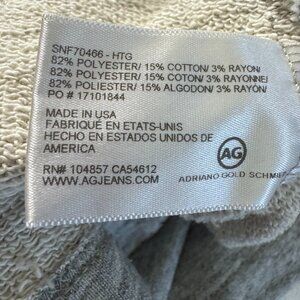 SNF70466 - HTG
82% POLYESTER/ 15% COTTON/ 3% RAYON/
82% POLYESTER/ 15% COTON/ 3% RAYONNE/
82% POLIESTER/ 15% ALGODON/ 3% RAYON/
PO # 17101844
MADE IN USA
FABRIQUÉ EN ETATS-UNIS
HECHO EN ESTADOS UNIDOS DE
AMERICA
RN# 104857 CA54612
WWW.AGJEANS.COM
AG
ADRIANO GOLD